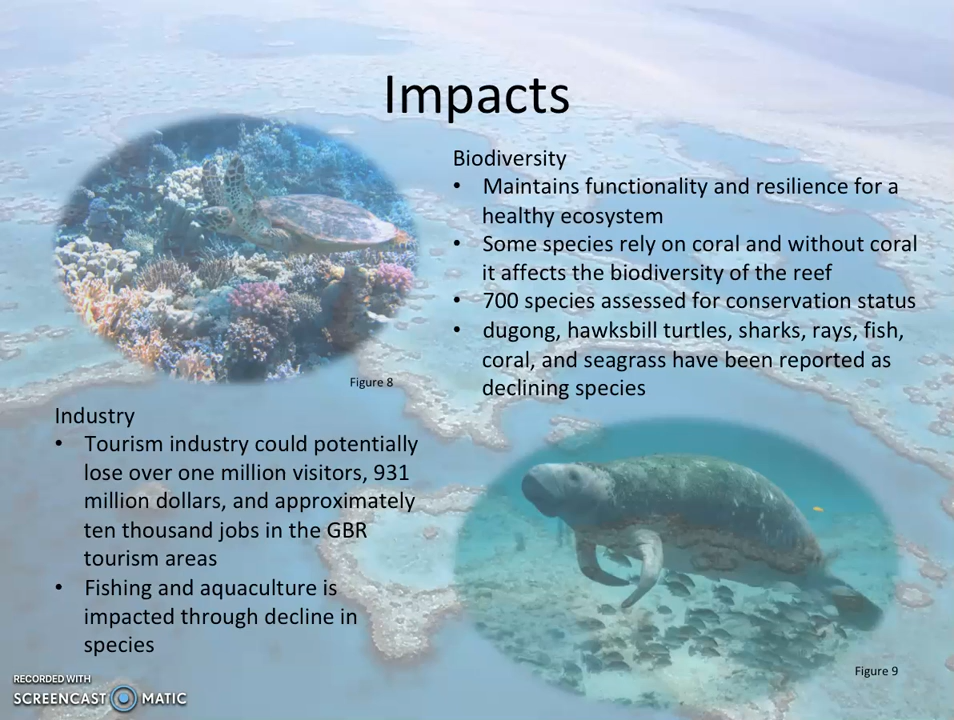 Impacts
Biodiversity
• Maintains functionality and resilience for a
healthy ecosystem
• Some species rely on coral and without coral
it affects the biodiversity of the reef
• 700 species assessed for conservation status
• dugong, hawksbill turtles, sharks, rays, fish,
coral, and seagrass have been reported as
declining species
Figure 8
Industry
• Tourism industry could potentially
lose over one million visitors, 931
million dollars, and approximately
ten thousand jobs in the GBR
tourism areas
• Fishing and aquaculture is
impacted through decline in
species
Figure 9
RECORDED WITH
SCREENCAST MATIC